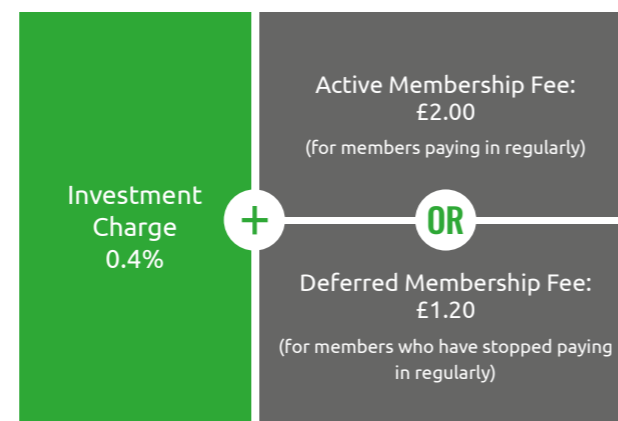 Investment
Charge
0.4%
+
Active Membership Fee:
£2.00
(for members paying in regularly)
OR
Deferred Membership Fee:
£1.20
(for members who have stopped paying
in regularly)